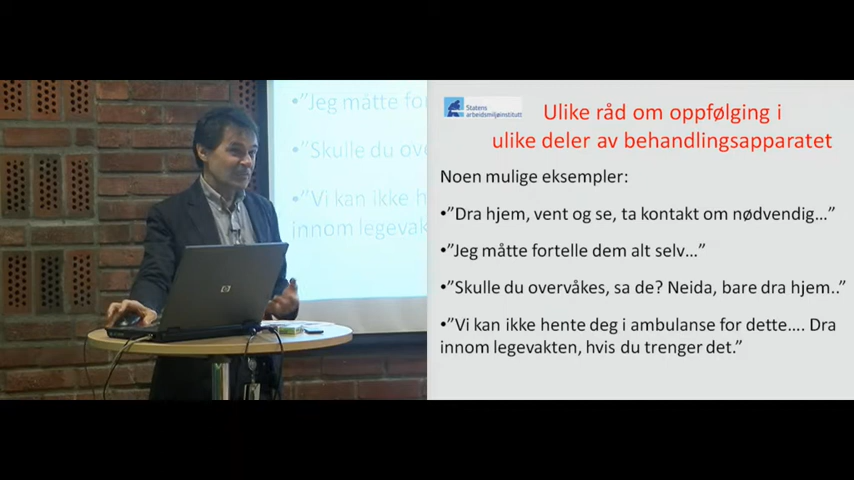 •"Jeg måtte fo
•"Skulle du ove
•"Vi kan ikke h
innom legevak
hp
Statens
arbeidsmiljøinstitutt
Ulike råd om oppfølging i
ulike deler av behandlingsapparatet
Noen mulige eksempler:
•"Dra hjem, vent og se, ta kontakt om nødvendig…"
•"Jeg måtte fortelle dem alt selv…"
•"Skulle du overvåkes, sa de? Neida, bare dra hjem.."
•"Vi kan ikke hente deg i ambulanse for dette…. Dra
innom legevakten, hvis du trenger det."